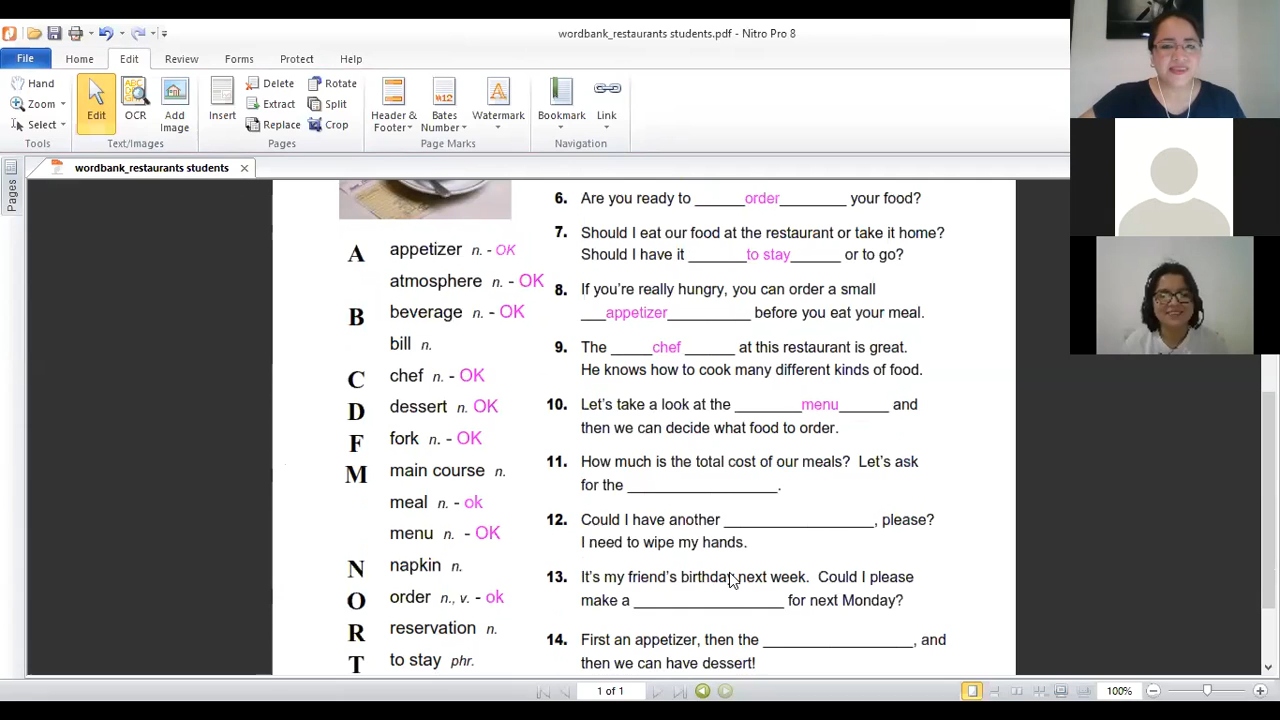 wordbank_restaurants students.pdf - Nitro Pro 8
File Home Edit Review Forms Protect Help
Hand
Zoom
Select
Tools
Edit
OCR
Add
Image
Text/Images
Insert
Delete
Extract
Replace
Rotate
Split
Crop
Pages
Header &
Footer
Bates
Number
Watermark
Page Marks
Bookmark
Link
Navigation
wordbank_restaurants students
Pages
A appetizer n. - OK
atmosphere n. - OK
B beverage n. - OK
bill n.
C chef n. - OK
D dessert n. OK
F fork n. - OK
M main course n.
meal n. - ok
menu n. - OK
N napkin n.
O order n., v. - ok
R reservation n.
T to stay phr.
6. Are you ready to ______order________ your food?
7. Should I eat our food at the restaurant or take it home?
Should I have it _______to stay______ or to go?
8. If you're really hungry, you can order a small
___appetizer__________ before you eat your meal.
9. The _____chef ______ at this restaurant is great.
He knows how to cook many different kinds of food.
10. Let's take a look at the ________menu______ and
then we can decide what food to order.
11. How much is the total cost of our meals? Let's ask
for the __________________.
12. Could I have another __________________, please?
I need to wipe my hands.
13. It's my friend's birthday next week. Could I please
make a __________________ for next Monday?
14. First an appetizer, then the __________________, and
then we can have dessert!
1 of 1
100%